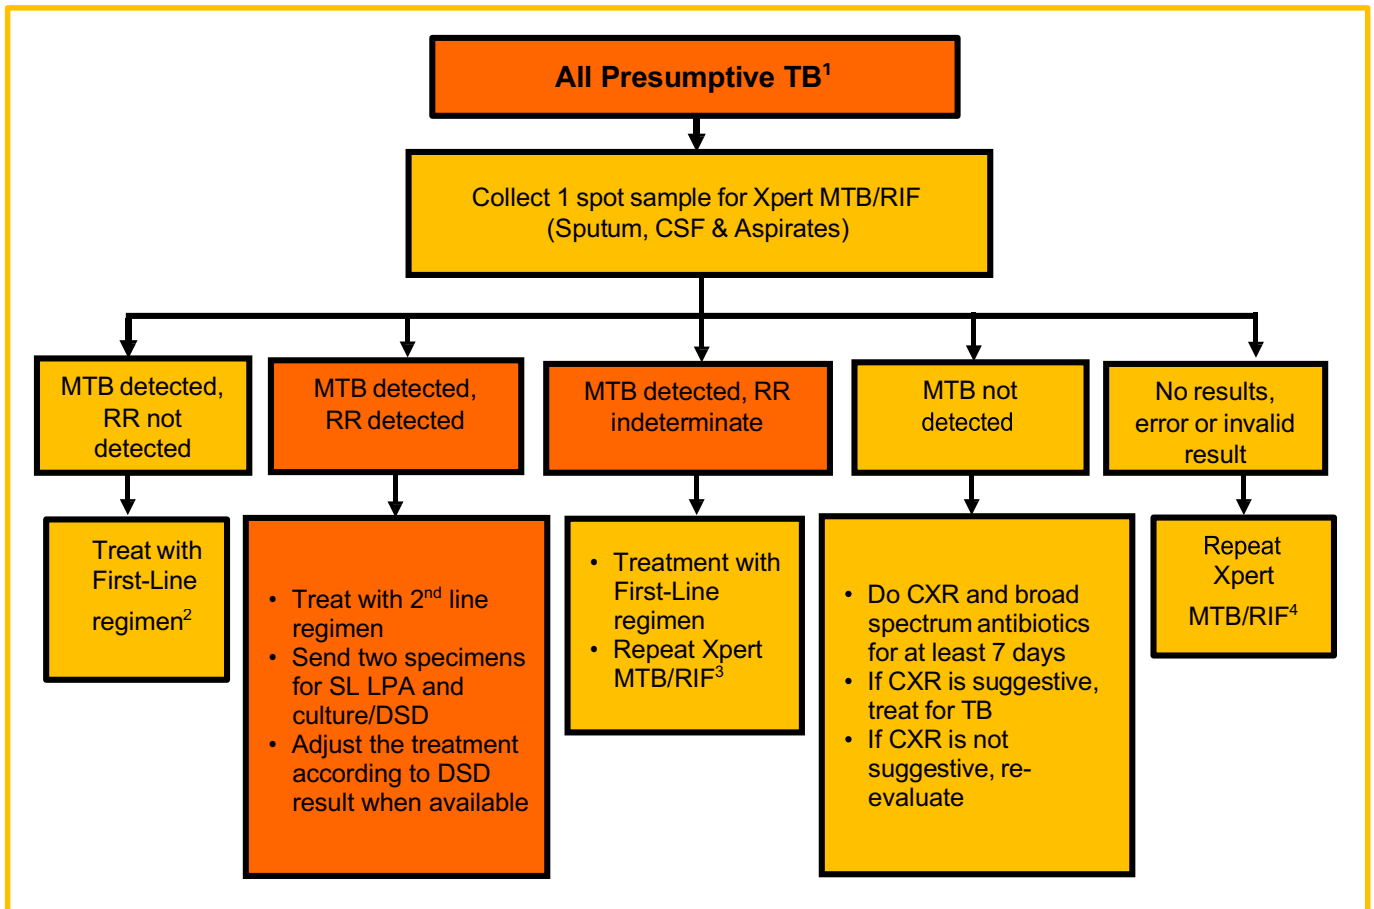 All Presumptive TB¹
Collect 1 spot sample for Xpert MTB/RIF
(Sputum, CSF & Aspirates)
MTB detected,
RR not
detected
MTB detected,
RR detected
MTB detected, RR
indeterminate
MTB not
detected
No results,
error or invalid
result
Treat with
First-Line
regimen²
• Treat with 2ⁿᵈ line
regimen
• Send two specimens
for SL LPA and
culture/DSD
• Adjust the treatment
according to DSD
result when available
• Treatment with
First-Line
regimen
• Repeat Xpert
MTB/RIF³
• Do CXR and broad
spectrum antibiotics
for at least 7 days
• If CXR is suggestive,
treat for TB
• If CXR is not
suggestive, re-
evaluate
Repeat
Xpert
MTB/RIF⁴